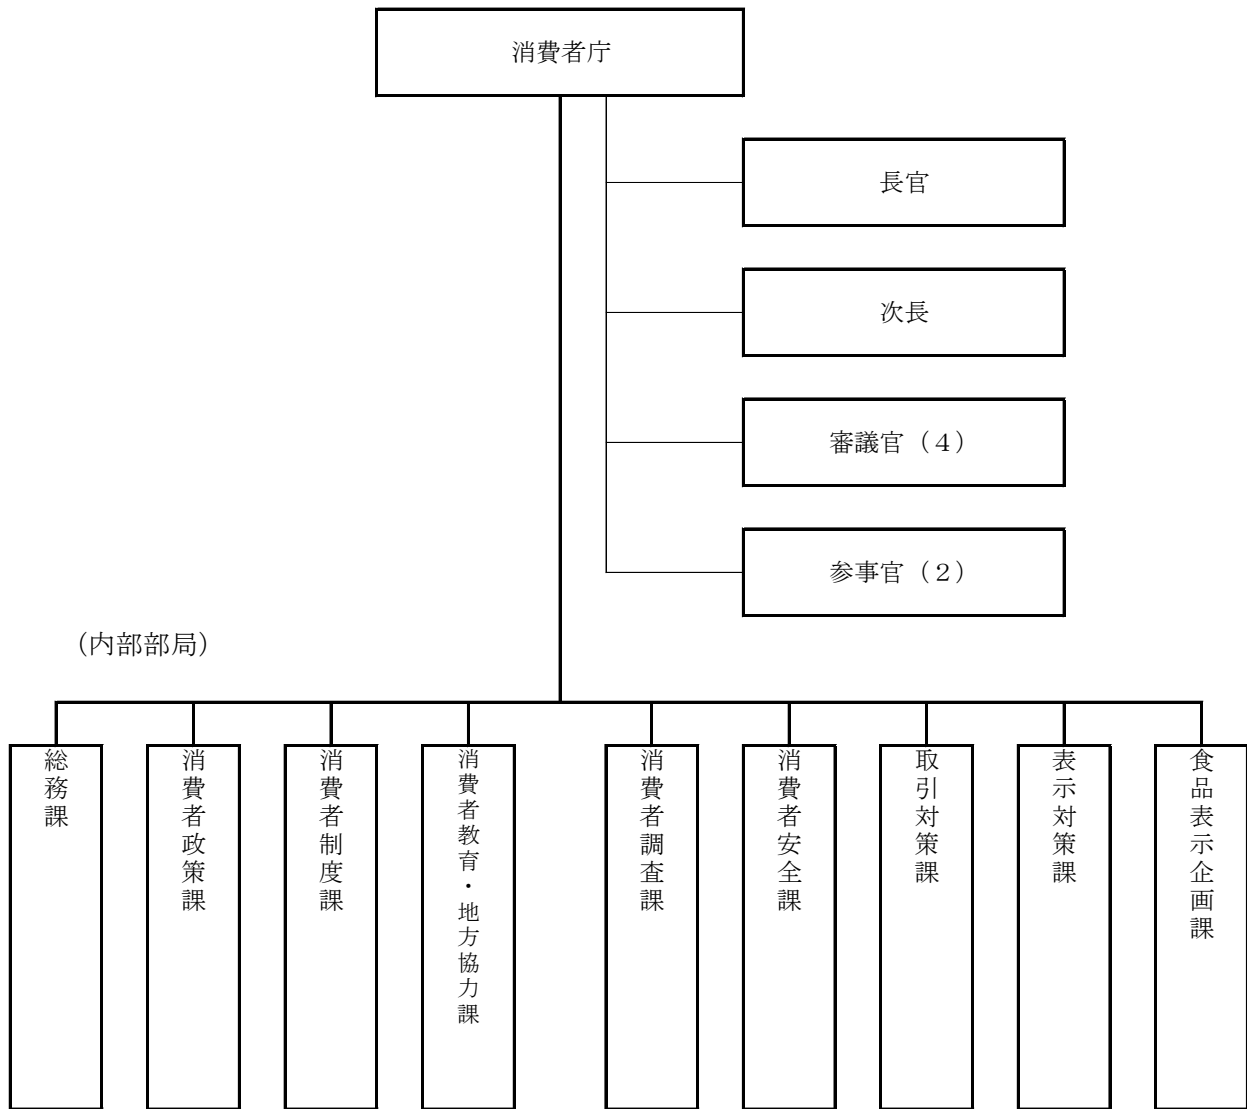 消費者庁
長官
次長
審議官（４）
参事官（２）
（内部部局）
総務課
消費者政策課
消費者制度課
消費者教育・地方協力課
消費者調査課
消費者安全課
取引対策課
表示対策課
食品表示企画課